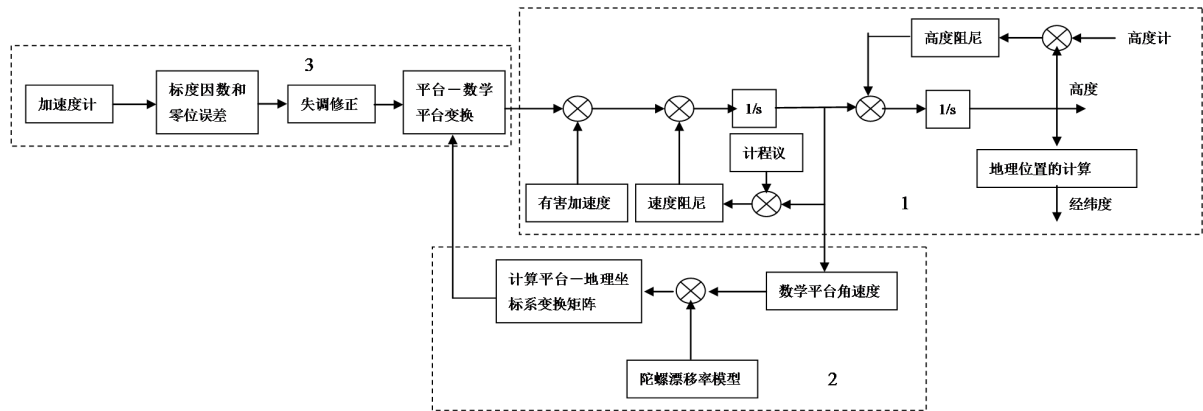 3
加速度计
标度因数和
零位误差
失调修正
平台－数学
平台变换
高度阻尼
高度计
1/s
1/s
高度
计程议
有害加速度
速度阻尼
地理位置的计算
1
经纬度
计算平台－地理坐
标系变换矩阵
数学平台角速度
陀螺漂移率模型
2